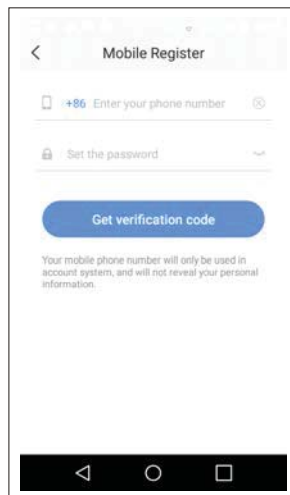 Mobile Register
+86 Enter your phone number
Set the password
Get verification code
Your mobile phone number will only be used in
account system, and will not reveal your personal
information.